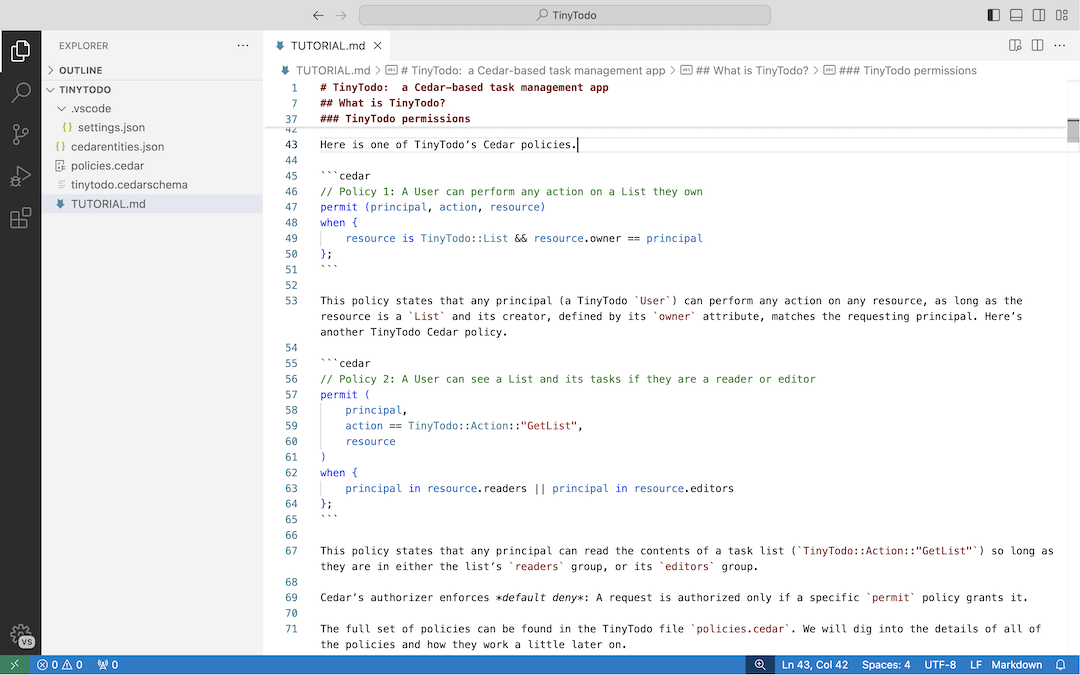 TinyTodo
EXPLORER
OUTLINE
TINYTODO
.vscode
{} settings.json
{} cedarentities.json
policies.cedar
tinytodo.cedarschema
TUTORIAL.md
TUTORIAL.md
TUTORIAL.md > # TinyTodo:  a Cedar-based task management app > ## What is TinyTodo? > ### TinyTodo permissions
1 # TinyTodo:  a Cedar-based task management app
7 ## What is TinyTodo?
37 ### TinyTodo permissions
42
43 Here is one of TinyTodo’s Cedar policies.
44
45 ```cedar
46 // Policy 1: A User can perform any action on a List they own
47 permit (principal, action, resource)
48 when {
49     resource is TinyTodo::List && resource.owner == principal
50 };
51 ```
52
53 This policy states that any principal (a TinyTodo `User`) can perform any action on any resource, as long as the
resource is a `List` and its creator, defined by its `owner` attribute, matches the requesting principal. Here’s
another TinyTodo Cedar policy.
54
55 ```cedar
56 // Policy 2: A User can see a List and its tasks if they are a reader or editor
57 permit (
58     principal,
59     action == TinyTodo::Action::"GetList",
60     resource
61 )
62 when {
63     principal in resource.readers || principal in resource.editors
64 };
65 ```
66
67 This policy states that any principal can read the contents of a task list (`TinyTodo::Action::"GetList"`) so long as
they are in either the list’s `readers` group, or its `editors` group.
68
69 Cedar’s authorizer enforces *default deny*: A request is authorized only if a specific `permit` policy grants it.
70
71 The full set of policies can be found in the TinyTodo file `policies.cedar`. We will dig into the details of all of
the policies and how they work a little later on.
VS
0 0 0 Ln 43, Col 42 Spaces: 4 UTF-8 LF Markdown